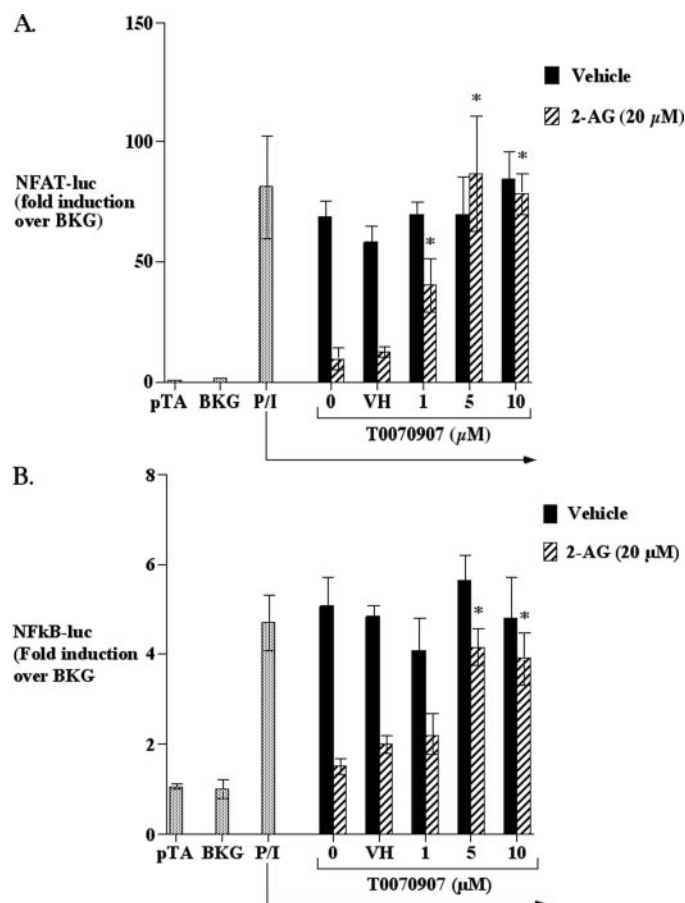 A.
150
100
50
0
NFAT-luc
(fold induction
over BKG)
Vehicle
2-AG (20 µM)
*
*
*
pTA BKG P/I 0 VH 1 5 10
T0070907 (µM)
B.
8
6
4
2
0
NFkB-luc
(Fold induction
over BKG
Vehicle
2-AG (20 µM)
* *
pTA BKG P/I 0 VH 1 5 10
T0070907 (µM)